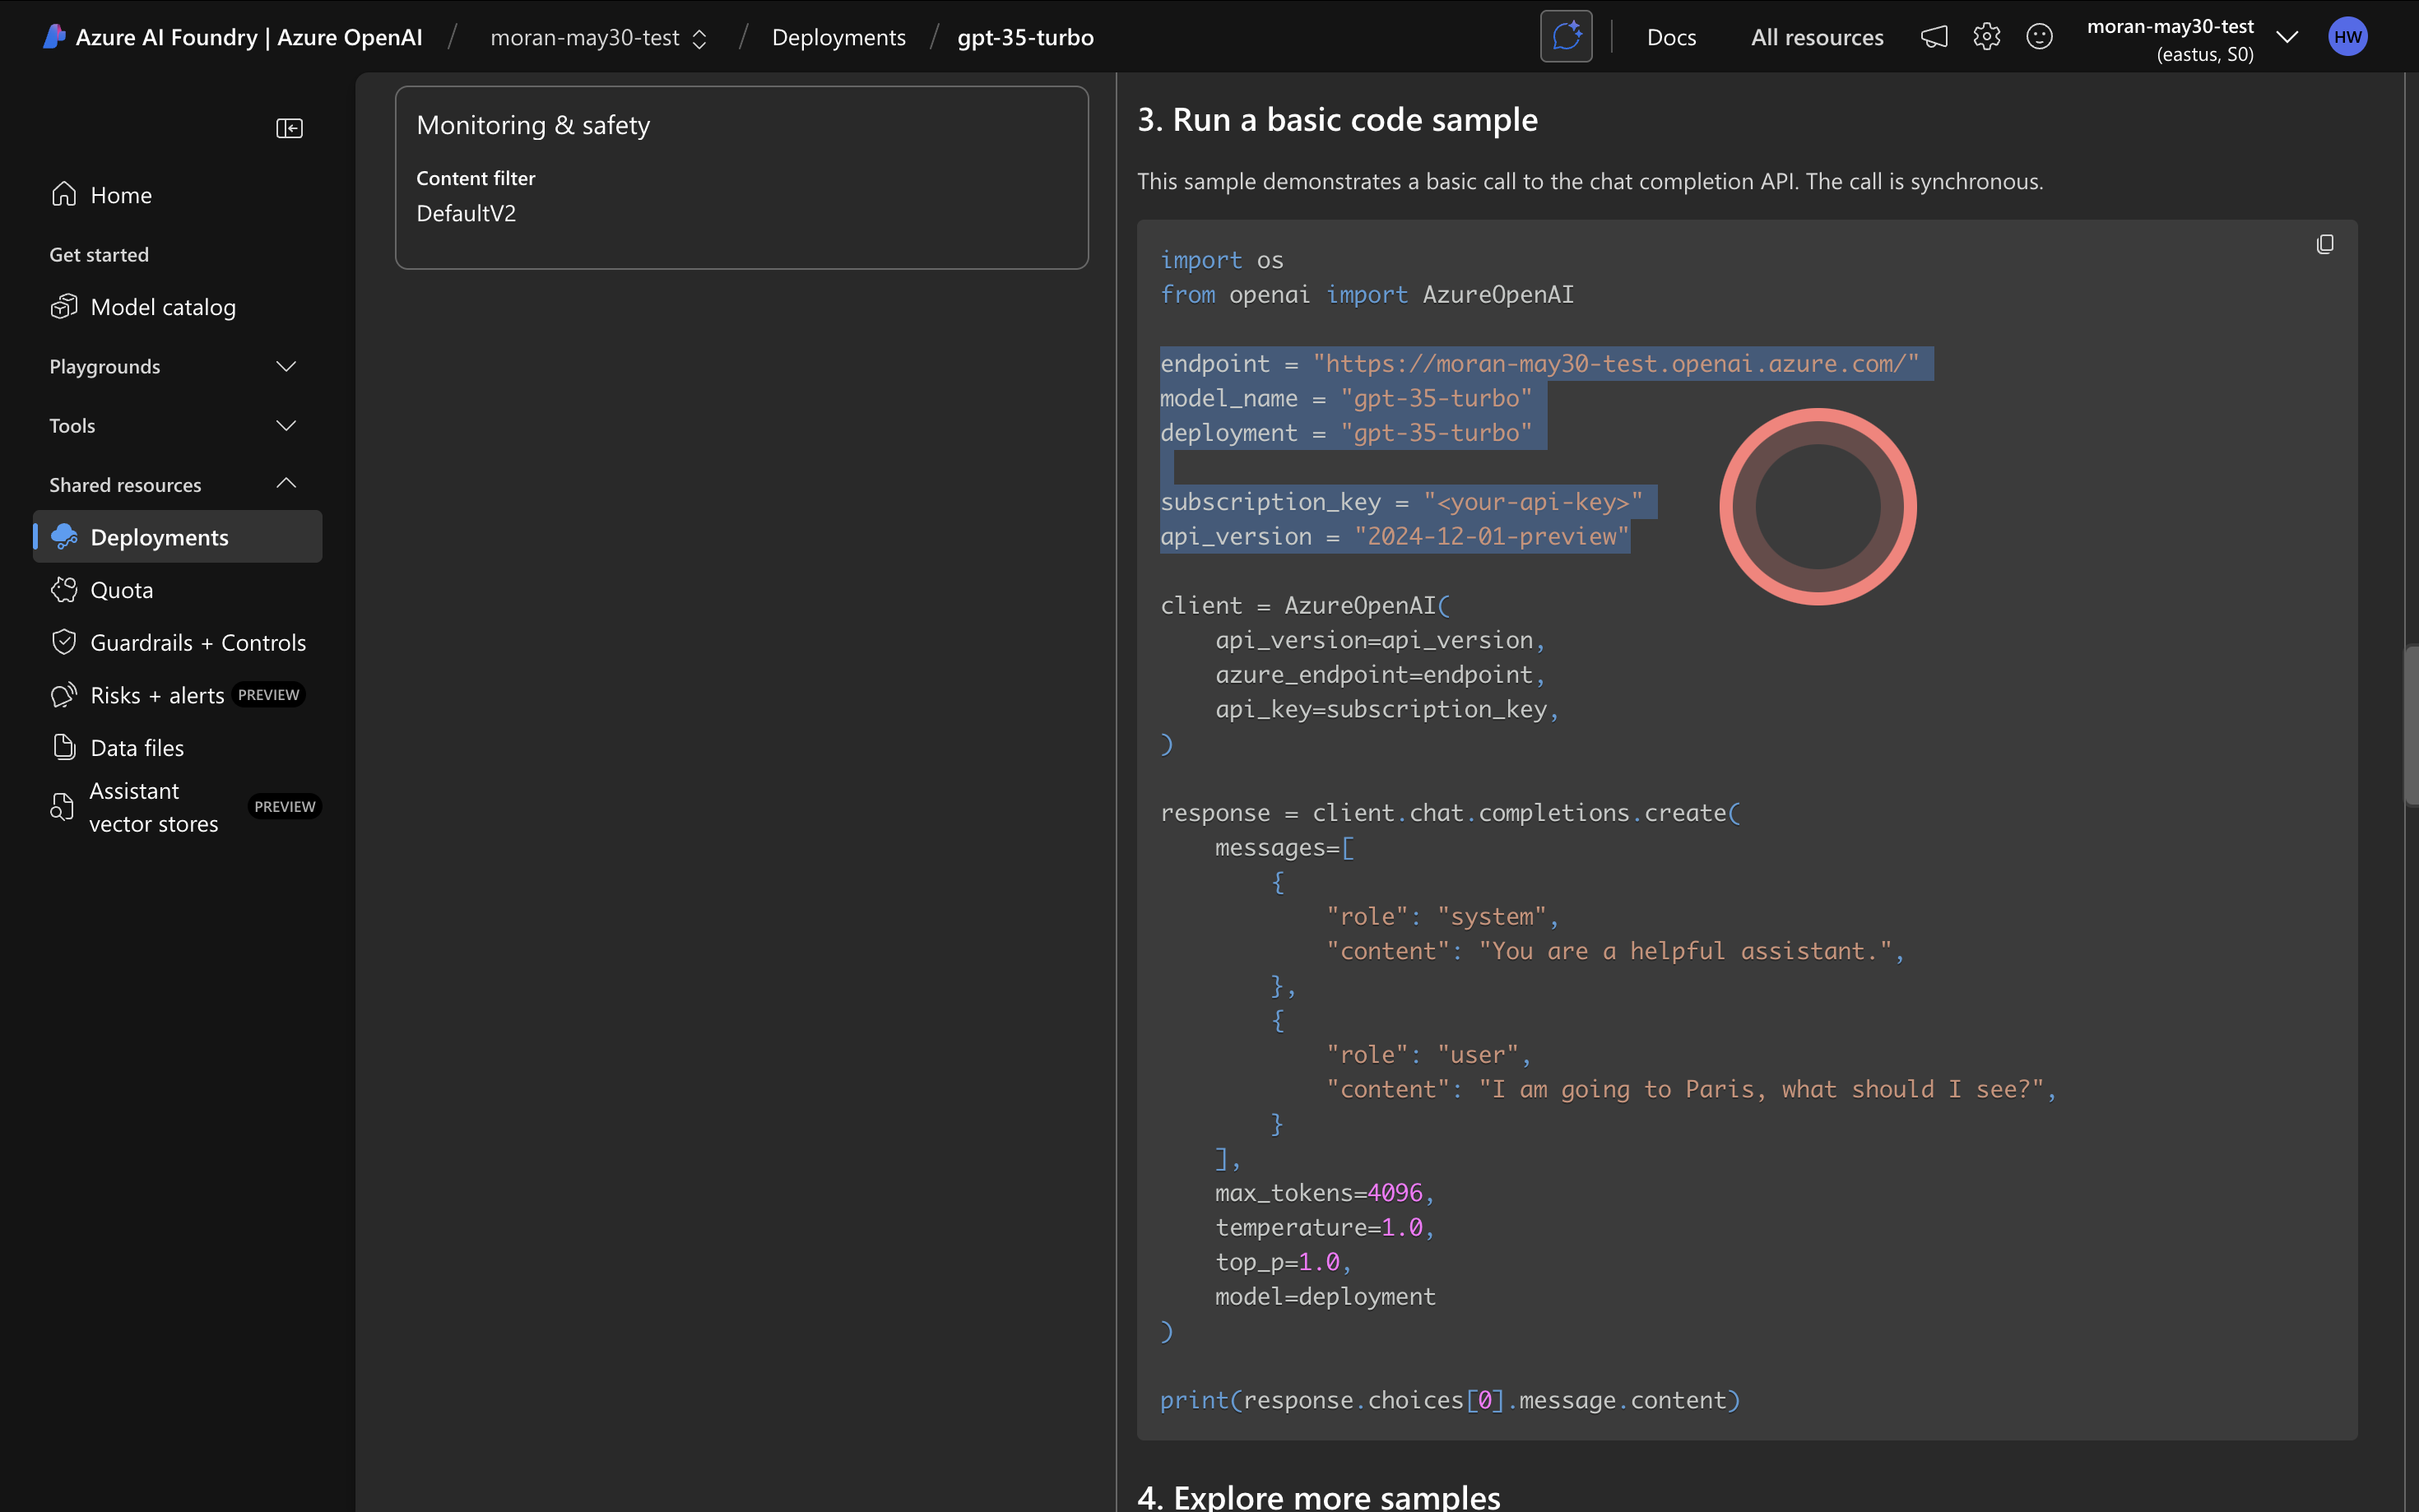 Azure AI Foundry | Azure OpenAI / moran-may30-test / Deployments / gpt-35-turbo
Docs
All resources
moran-may30-test
(eastus, S0)
HW
Home
Get started
Model catalog
Playgrounds
Tools
Shared resources
Deployments
Quota
Guardrails + Controls
Risks + alerts PREVIEW
Data files
Assistant
vector stores
PREVIEW
Monitoring & safety
Content filter
DefaultV2
3. Run a basic code sample
This sample demonstrates a basic call to the chat completion API. The call is synchronous.
import os
from openai import AzureOpenAI
endpoint = "https://moran-may30-test.openai.azure.com/"
model_name = "gpt-35-turbo"
deployment = "gpt-35-turbo"
subscription_key = "<your-api-key>"
api_version = "2024-12-01-preview"
client = AzureOpenAI(
    api_version=api_version,
    azure_endpoint=endpoint,
    api_key=subscription_key,
)
response = client.chat.completions.create(
    messages=[
        {
            "role": "system",
            "content": "You are a helpful assistant.",
        },
        {
            "role": "user",
            "content": "I am going to Paris, what should I see?",
        }
    ],
    max_tokens=4096,
    temperature=1.0,
    top_p=1.0,
    model=deployment
)
print(response.choices[0].message.content)
4. Explore more samples